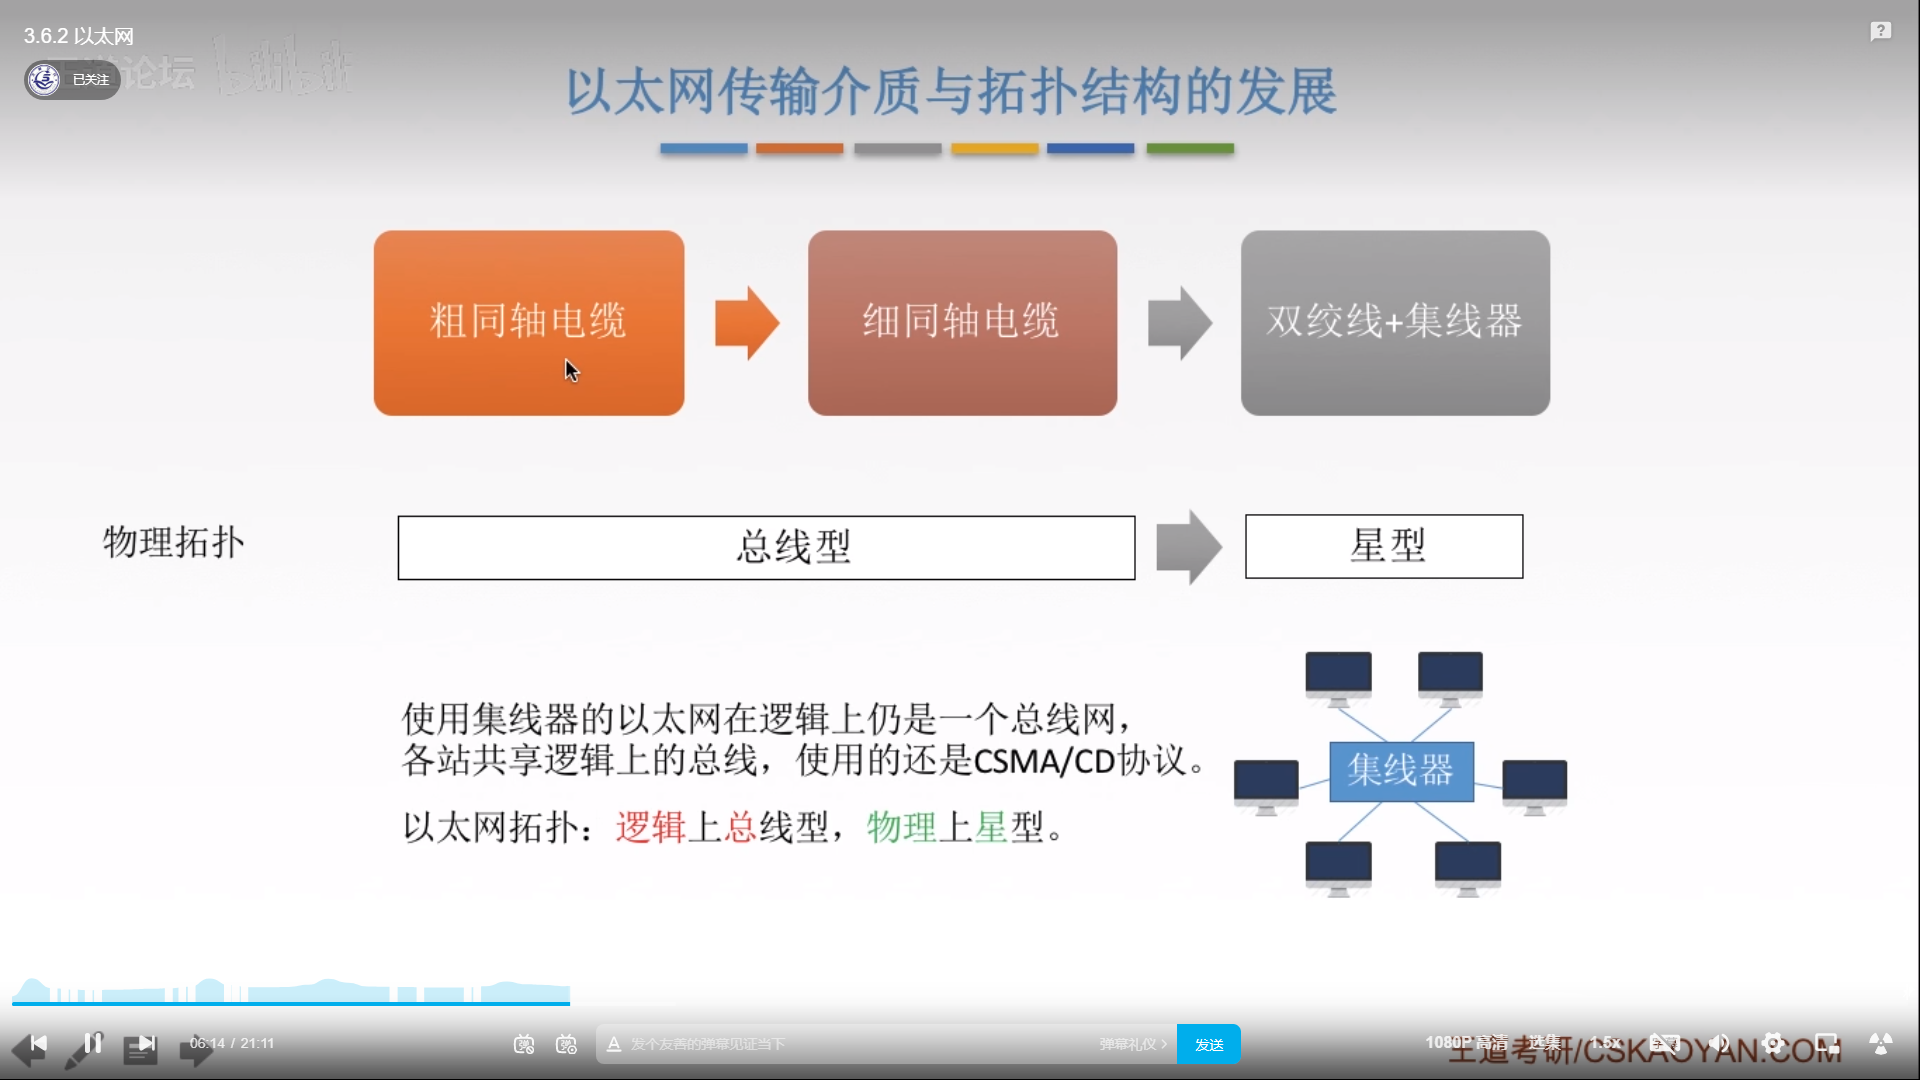 3.6.2 以太网
已关注
论坛 bilibili
以太网传输介质与拓扑结构的发展
粗同轴电缆
细同轴电缆
双绞线+集线器
物理拓扑
总线型
星型
使用集线器的以太网在逻辑上仍是一个总线网,
各站共享逻辑上的总线，使用的还是CSMA/CD协议。
集线器
以太网拓扑：逻辑上总线型，物理上星型。
06:14 / 21:11
发个友善的弹幕见证当下
弹幕礼仪 >
发送
1080P 高清
选集
1.5x
王道考研/CSKAOYAN.COM